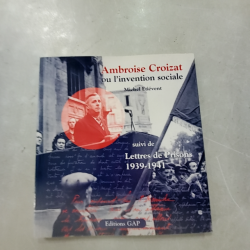 Ambroise Croizat
ou l'invention sociale
Michel Etiévent
suivi de
Lettres de Prisons
1939-1941
Editions GAP